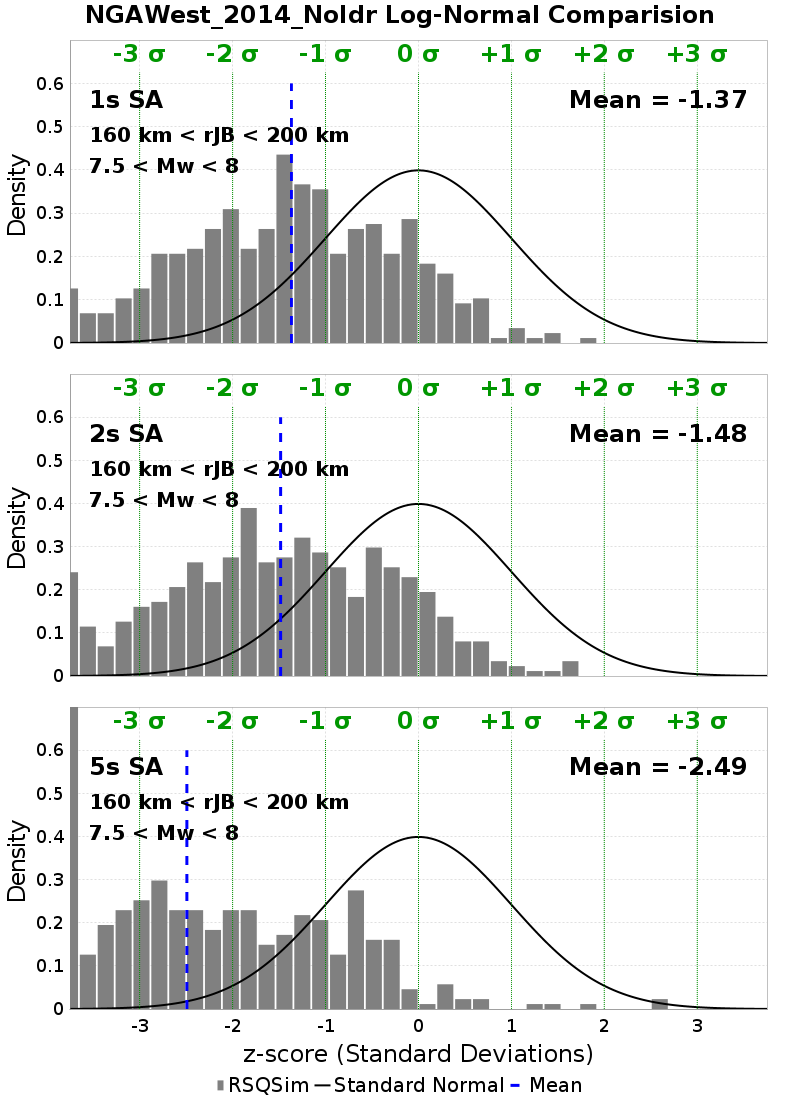 NGAWest_2014_NoIdr Log-Normal Comparision
-3 σ -2 σ -1 σ 0 σ +1 σ +2 σ +3 σ
1s SA
Mean = -1.37
160 km < rJB < 200 km
7.5 < Mw < 8
Density
0.6
0.5
0.4
0.3
0.2
0.1
0
-3 σ -2 σ -1 σ 0 σ +1 σ +2 σ +3 σ
2s SA
Mean = -1.48
160 km < rJB < 200 km
7.5 < Mw < 8
Density
0.6
0.5
0.4
0.3
0.2
0.1
0
-3 σ -2 σ -1 σ 0 σ +1 σ +2 σ +3 σ
5s SA
Mean = -2.49
160 km < rJB < 200 km
7.5 < Mw < 8
Density
0.6
0.5
0.4
0.3
0.2
0.1
0
-3 -2 -1 0 1 2 3
z-score (Standard Deviations)
RSQSim Standard Normal Mean